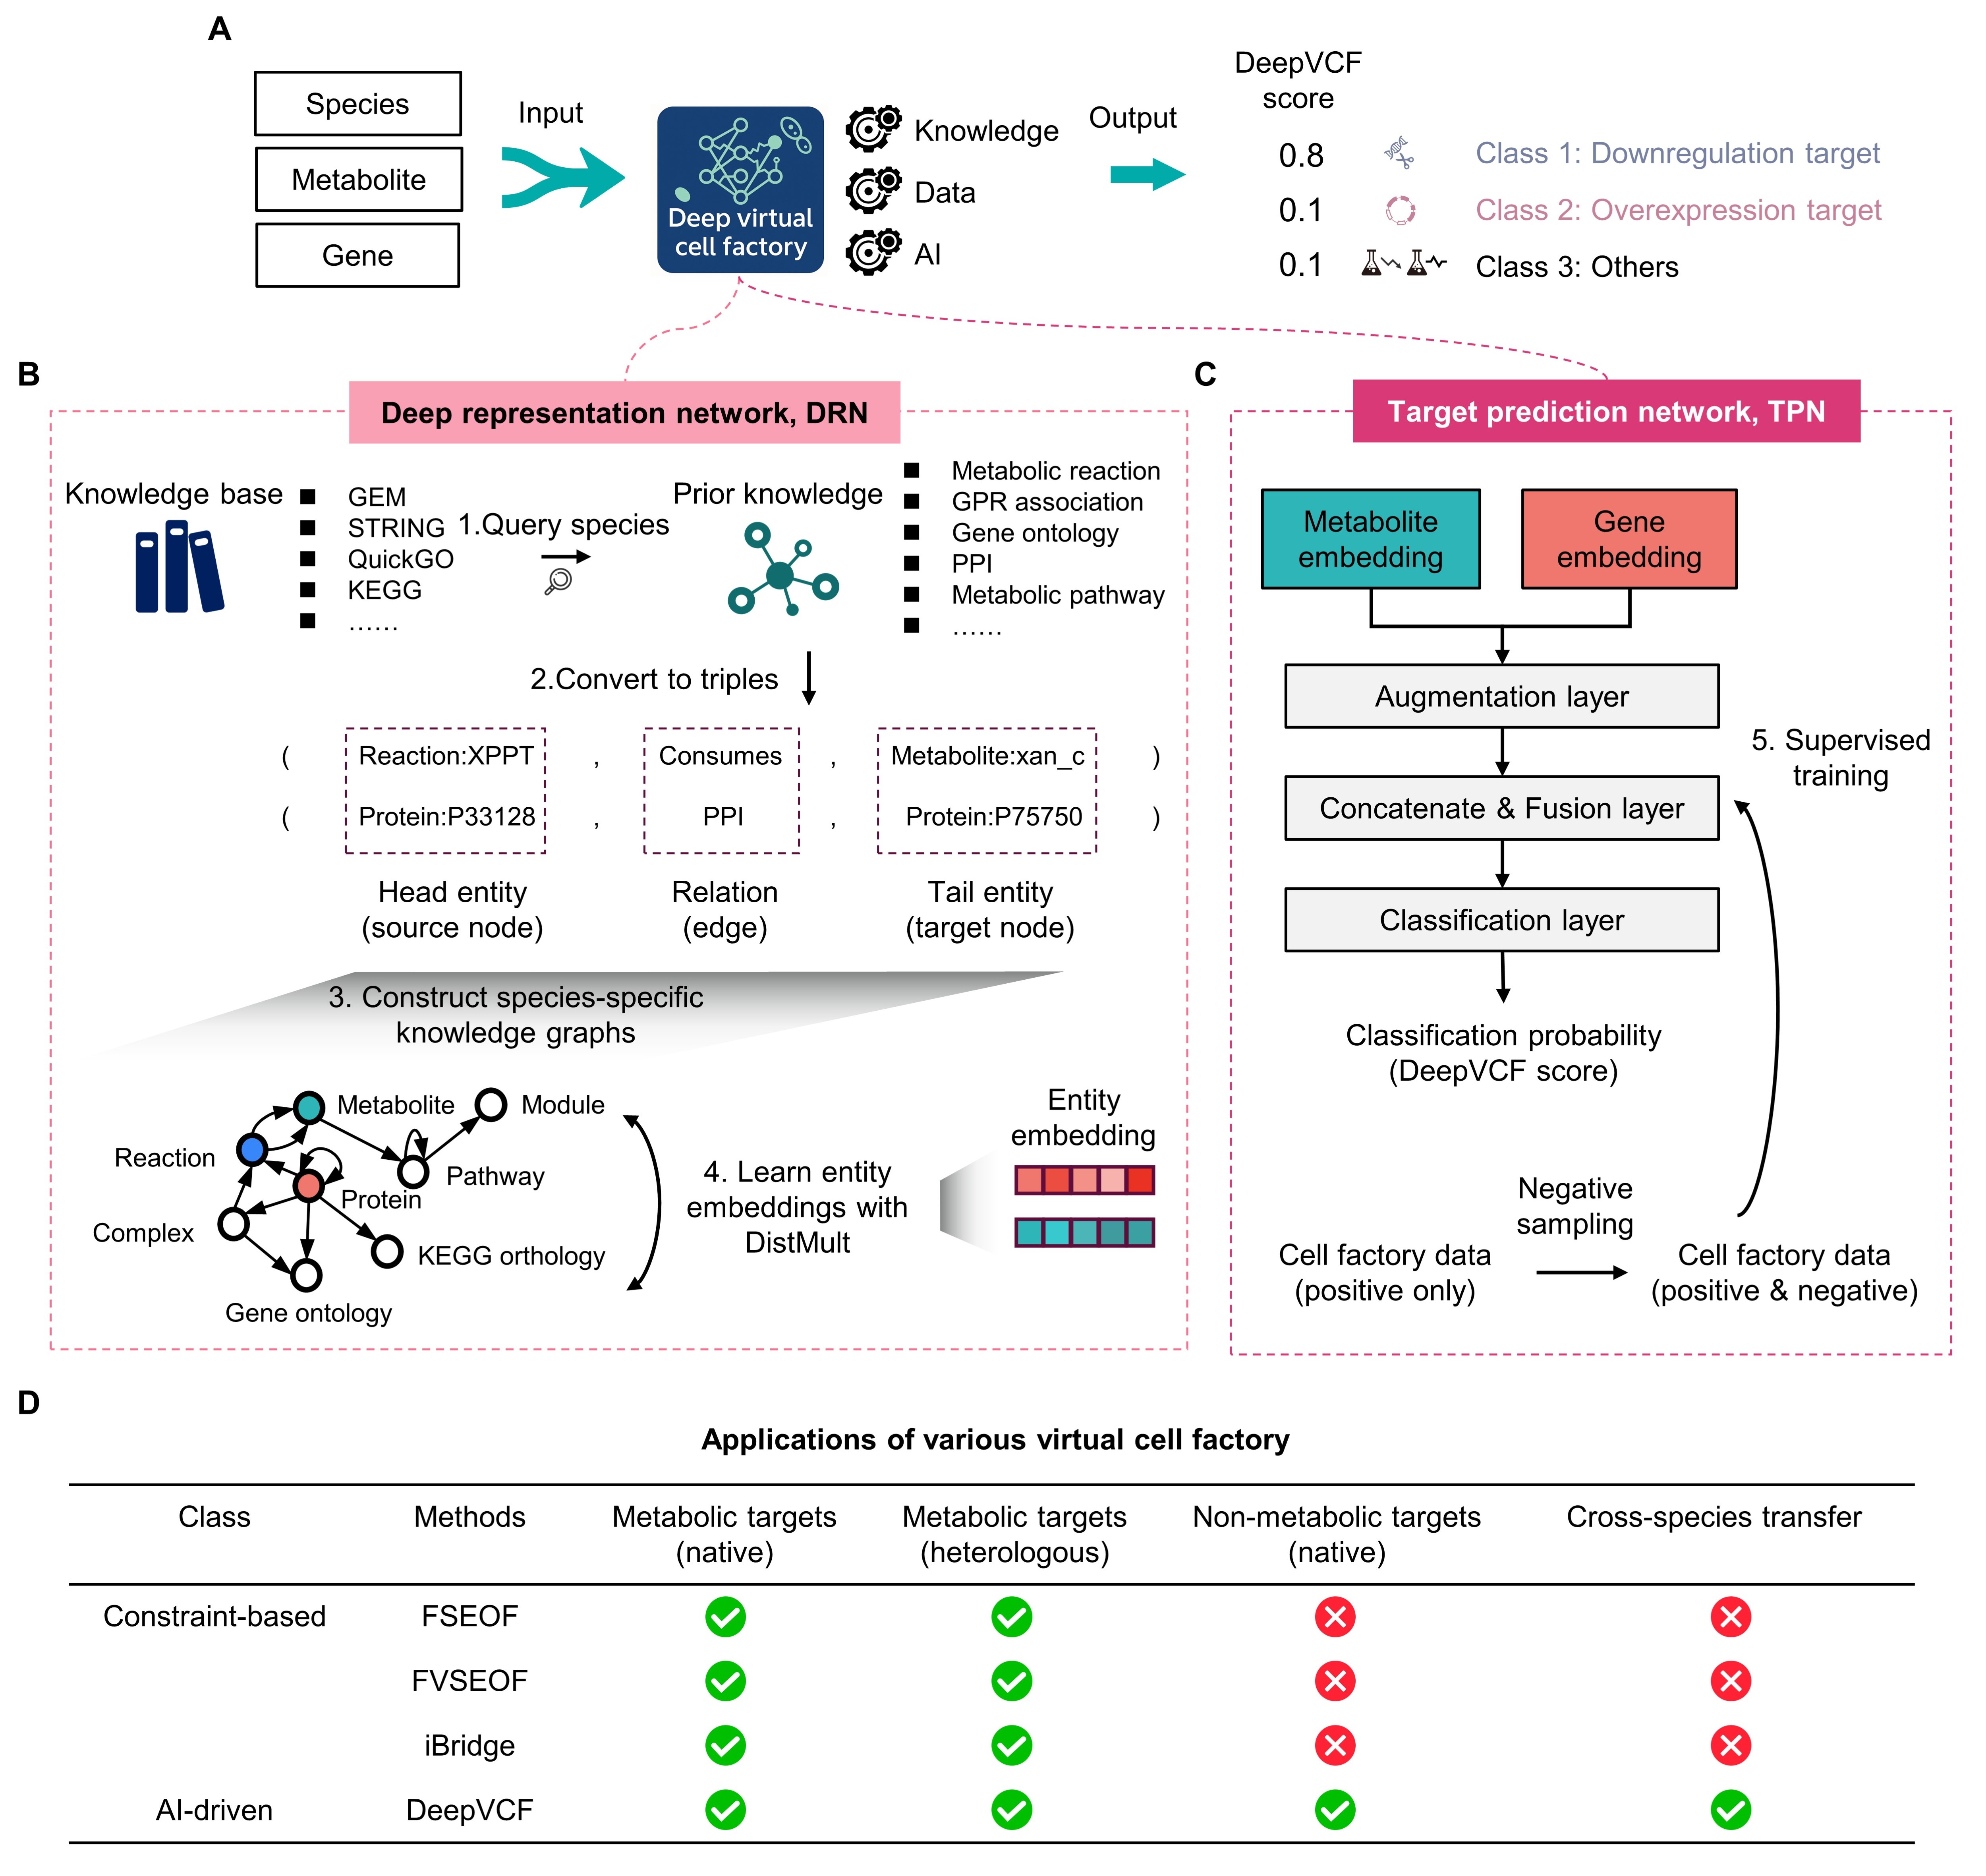 A
Species
Metabolite
Gene
Input
Deep virtual
cell factory
Knowledge
Data
AI
Output
DeepVCF
score
0.8
Class 1: Downregulation target
0.1
Class 2: Overexpression target
0.1
Class 3: Others
B
Deep representation network, DRN
Knowledge base
GEM
STRING
QuickGO
KEGG
......
1.Query species
Prior knowledge
Metabolic reaction
GPR association
Gene ontology
PPI
Metabolic pathway
......
2.Convert to triples
( Reaction:XPPT , Consumes , Metabolite:xan_c )
( Protein:P33128 , PPI , Protein:P75750 )
Head entity
(source node)
Relation
(edge)
Tail entity
(target node)
3. Construct species-specific
knowledge graphs
Metabolite
Module
Reaction
Pathway
Protein
Complex
KEGG orthology
Gene ontology
4. Learn entity
embeddings with
DistMult
Entity
embedding
C
Target prediction network, TPN
Metabolite
embedding
Gene
embedding
Augmentation layer
Concatenate & Fusion layer
Classification layer
Classification probability
(DeepVCF score)
5. Supervised
training
Negative
sampling
Cell factory data
(positive only)
Cell factory data
(positive & negative)
D
Applications of various virtual cell factory
Class
Methods
Metabolic targets
(native)
Metabolic targets
(heterologous)
Non-metabolic targets
(native)
Cross-species transfer
Constraint-based FSEOF
FVSEOF
iBridge
AI-driven DeepVCF